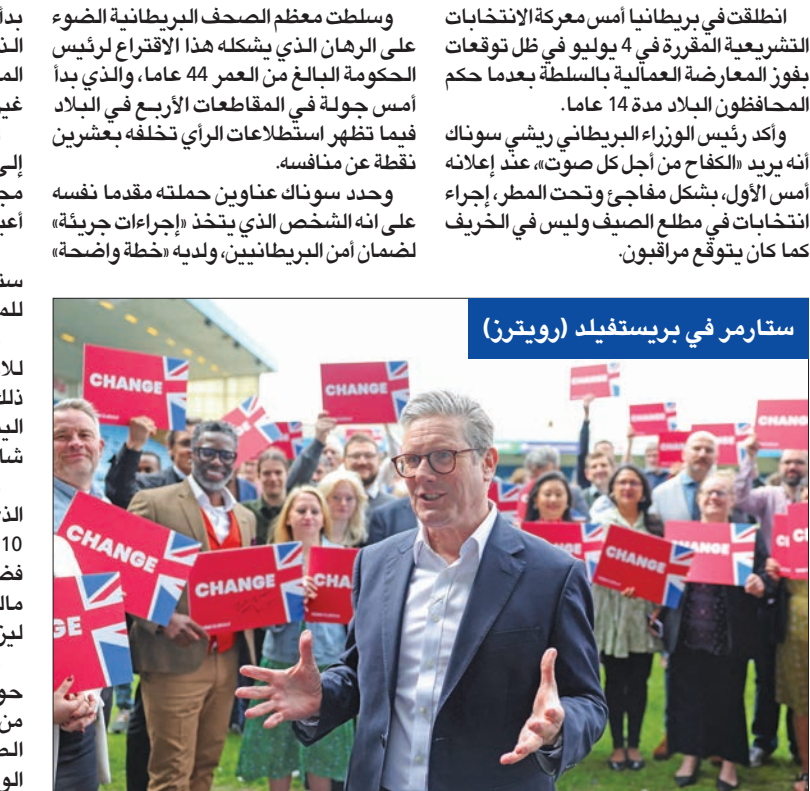 انطلقت في بريطانيا أمس معركة الانتخابات
التشريعية المقررة في 4 يوليو في ظل توقعات
بفوز المعارضة العمالية بالسلطة بعدما حكم
المحافظون البلاد مدة 14 عاما.
وأكد رئيس الوزراء البريطاني ريشي سوناك
أنه يريد «الكفاح من أجل كل صوت»، عند إعلانه
أمس الأول، بشكل مفاجئ وتحت المطر، إجراء
انتخابات في مطلع الصيف وليس في الخريف
كما كان يتوقع مراقبون.
وسلطت معظم الصحف البريطانية الضوء
على الرهان الذي يشكله هذا الاقتراع لرئيس
الحكومة البالغ من العمر 44 عاما، والذي بدأ
أمس جولة في المقاطعات الأربع في البلاد
فيما تظهر استطلاعات الرأي تخلفه بعشرين
نقطة عن منافسه.
وحدد سوناك عناوين حملته مقدما نفسه
على انه الشخص الذي يتخذ «إجراءات جريئة»
لضمان أمن البريطانيين، ولديه «خطة واضحة»
ستارمر في بريستفيلد (رويترز)
CHANGE
CHANGE
CHANGE
CHANGE
CHANGE
CHANGE
CHANGE